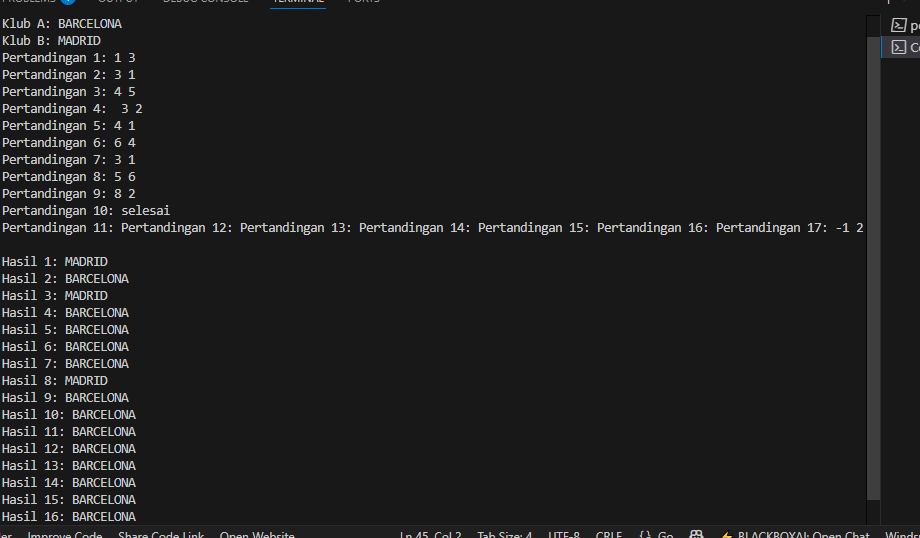 PROBLEMS OUTPUT DEBUG CONSOLE TERMINAL PORTS
Klub A: BARCELONA
Klub B: MADRID
Pertandingan 1: 1 3
Pertandingan 2: 3 1
Pertandingan 3: 4 5
Pertandingan 4:  3 2
Pertandingan 5: 4 1
Pertandingan 6: 6 4
Pertandingan 7: 3 1
Pertandingan 8: 5 6
Pertandingan 9: 8 2
Pertandingan 10: selesai
Pertandingan 11: Pertandingan 12: Pertandingan 13: Pertandingan 14: Pertandingan 15: Pertandingan 16: Pertandingan 17: -1 2
Hasil 1: MADRID
Hasil 2: BARCELONA
Hasil 3: MADRID
Hasil 4: BARCELONA
Hasil 5: BARCELONA
Hasil 6: BARCELONA
Hasil 7: BARCELONA
Hasil 8: MADRID
Hasil 9: BARCELONA
Hasil 10: BARCELONA
Hasil 11: BARCELONA
Hasil 12: BARCELONA
Hasil 13: BARCELONA
Hasil 14: BARCELONA
Hasil 15: BARCELONA
Hasil 16: BARCELONA
Improve Code Share Code Link Open Website Ln 45, Col 2 Tab Size: 4 UTF-8 CRLF {} Go BLACKBOXAI: Open Chat